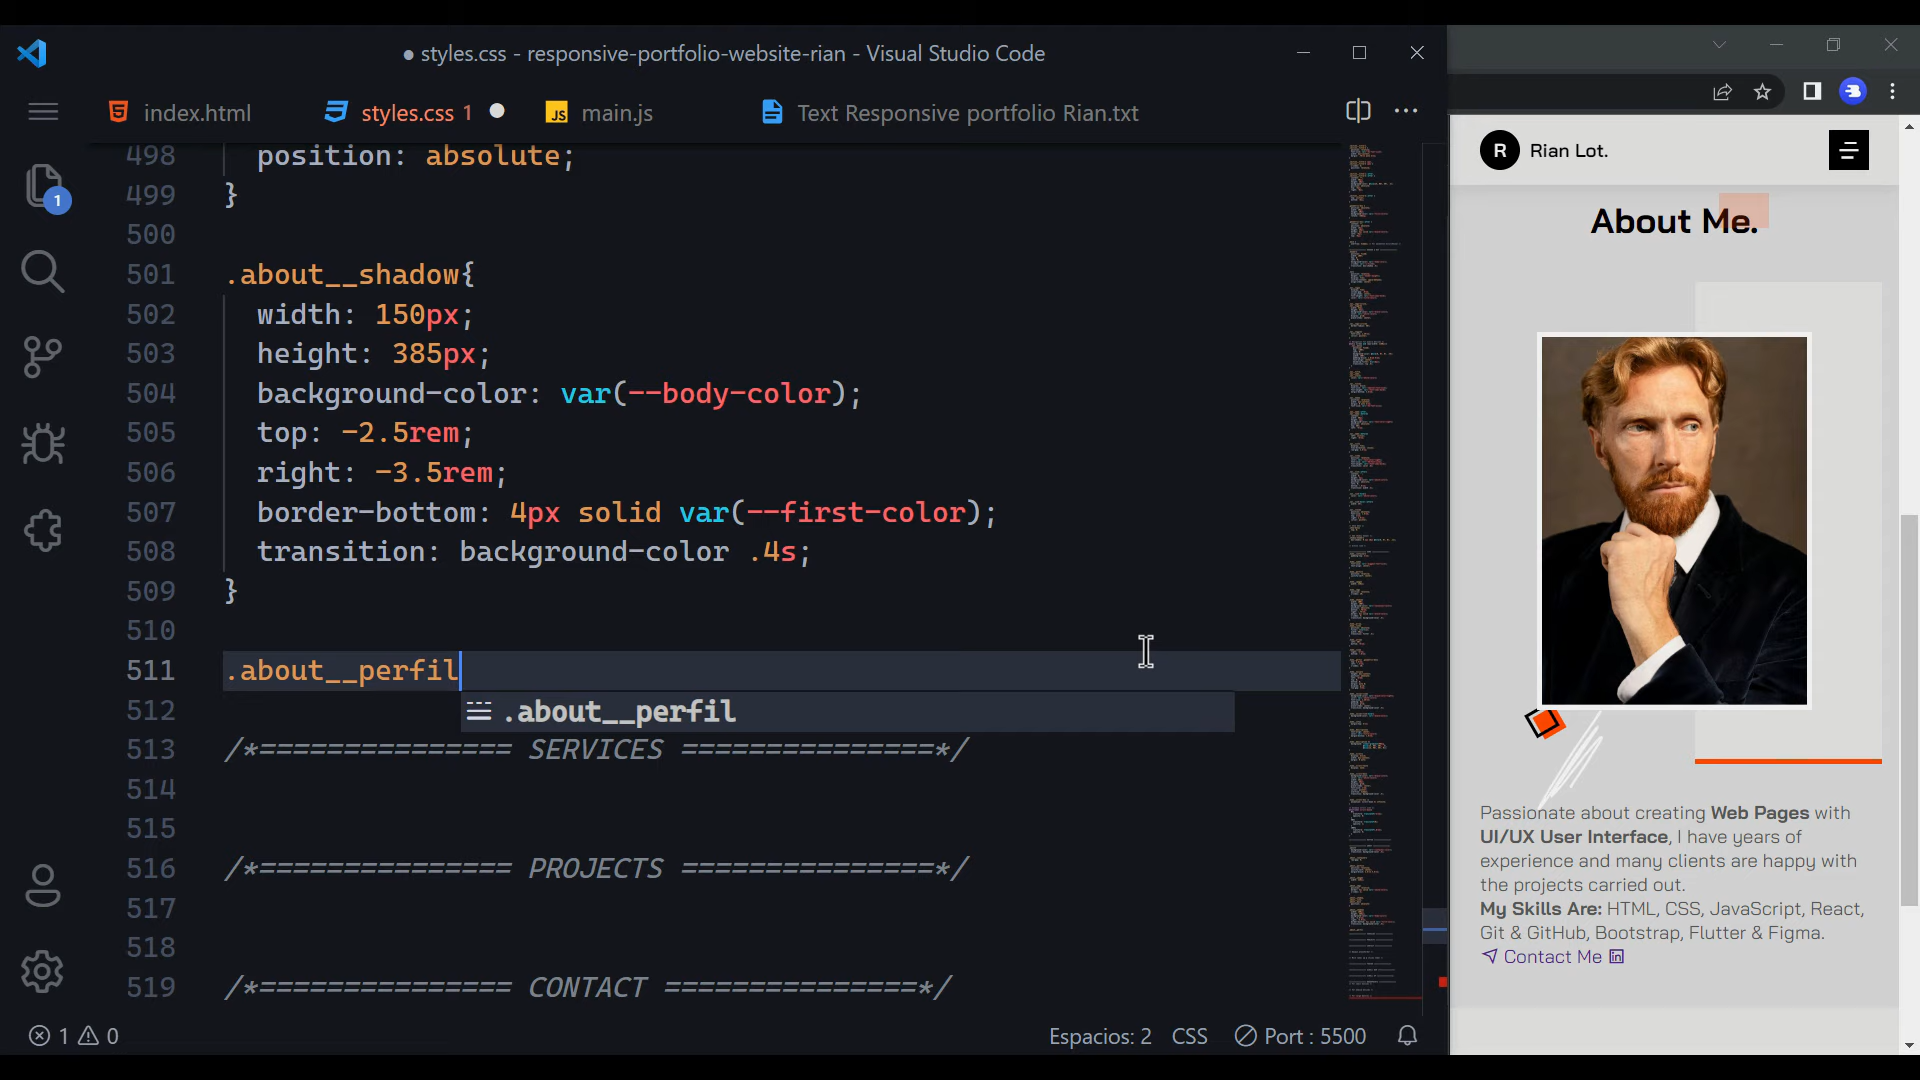 ● styles.css - responsive-portfolio-website-rian - Visual Studio Code
index.html
styles.css 1
JS main.js
Text Responsive portfolio Rian.txt
1
498 position: absolute;
499 }
500
501 .about__shadow{
502 width: 150px;
503 height: 385px;
504 background-color: var(--body-color);
505 top: -2.5rem;
506 right: -3.5rem;
507 border-bottom: 4px solid var(--first-color);
508 transition: background-color .4s;
509 }
510
511 .about__perfil
.about__perfil
512
513 /*=============== SERVICES ===============*/
514
515
516 /*=============== PROJECTS ===============*/
517
518
519 /*=============== CONTACT ===============*/
1 0
Espacios: 2 CSS Port : 5500
R Rian Lot.
About Me.
Passionate about creating Web Pages with
UI/UX User Interface, I have years of
experience and many clients are happy with
the projects carried out.
My Skills Are: HTML, CSS, JavaScript, React,
Git & GitHub, Bootstrap, Flutter & Figma.
Contact Me in